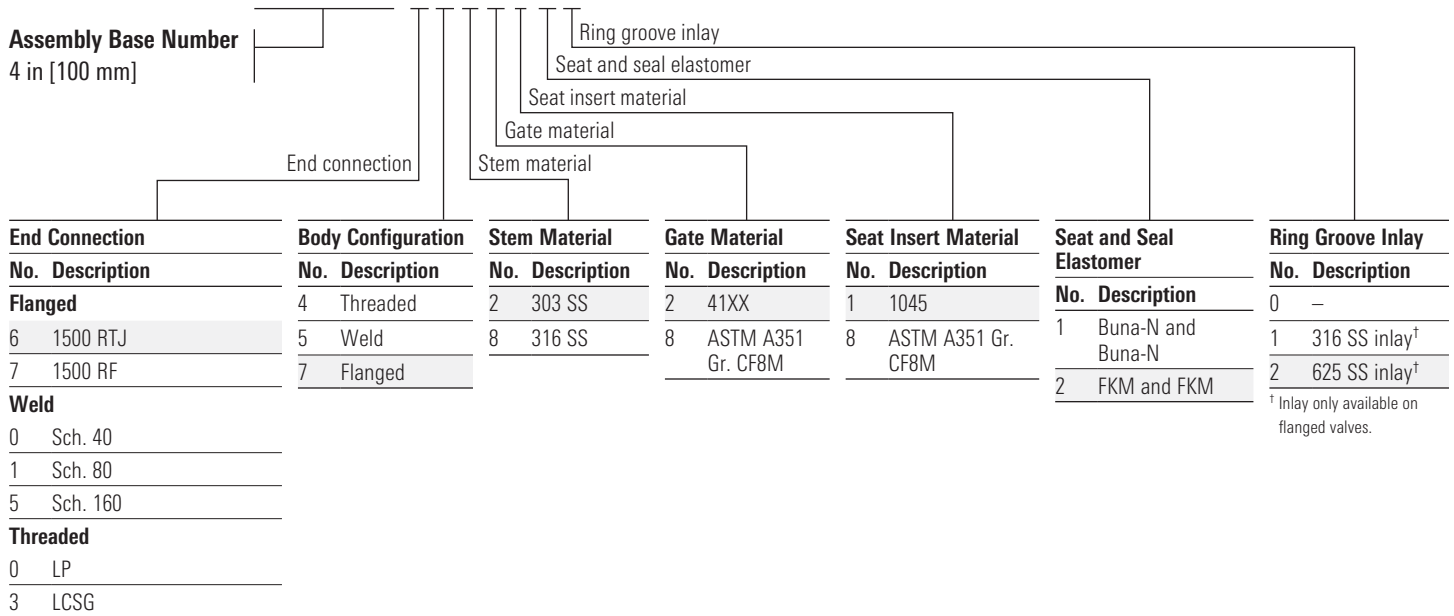 Assembly Base Number
4 in [100 mm]
Ring groove inlay
Seat and seal elastomer
Seat insert material
Gate material
End connection
Stem material
End Connection
No. Description
Flanged
6 1500 RTJ
7 1500 RF
Weld
0 Sch. 40
1 Sch. 80
5 Sch. 160
Threaded
0 LP
3 LCSG
Body Configuration
No. Description
4 Threaded
5 Weld
7 Flanged
Stem Material
No. Description
2 303 SS
8 316 SS
Gate Material
No. Description
2 41XX
8 ASTM A351
Gr. CF8M
Seat Insert Material
No. Description
1 1045
8 ASTM A351 Gr.
CF8M
Seat and Seal
Elastomer
No. Description
1 Buna-N and
Buna-N
2 FKM and FKM
Ring Groove Inlay
No. Description
0 –
1 316 SS inlay†
2 625 SS inlay†
† Inlay only available on
flanged valves.